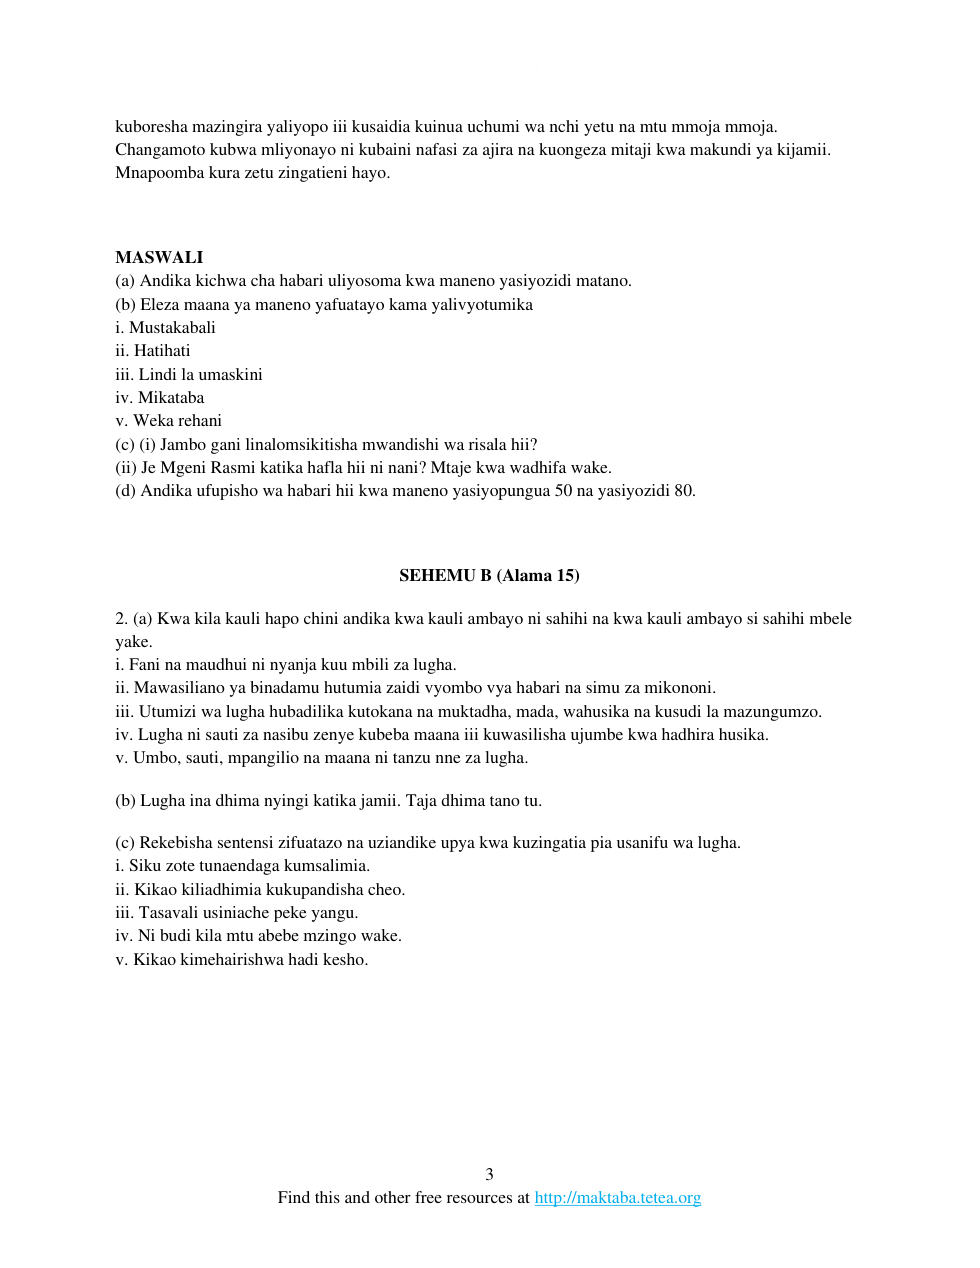 kuboresha mazingira yaliyopo iii kusaidia kuinua uchumi wa nchi yetu na mtu mmoja mmoja.
Changamoto kubwa mliyonayo ni kubaini nafasi za ajira na kuongeza mitaji kwa makundi ya kijamii.
Mnapoomba kura zetu zingatieni hayo.
MASWALI
(a) Andika kichwa cha habari uliyosoma kwa maneno yasiyozidi matano.
(b) Eleza maana ya maneno yafuatayo kama yalivyotumika
i. Mustakabali
ii. Hatihati
iii. Lindi la umaskini
iv. Mikataba
v. Weka rehani
(c) (i) Jambo gani linalomsikitisha mwandishi wa risala hii?
(ii) Je Mgeni Rasmi katika hafla hii ni nani? Mtaje kwa wadhifa wake.
(d) Andika ufupisho wa habari hii kwa maneno yasiyopungua 50 na yasiyozidi 80.
SEHEMU B (Alama 15)
2. (a) Kwa kila kauli hapo chini andika kwa kauli ambayo ni sahihi na kwa kauli ambayo si sahihi mbele
yake.
i. Fani na maudhui ni nyanja kuu mbili za lugha.
ii. Mawasiliano ya binadamu hutumia zaidi vyombo vya habari na simu za mikononi.
iii. Utumizi wa lugha hubadilika kutokana na muktadha, mada, wahusika na kusudi la mazungumzo.
iv. Lugha ni sauti za nasibu zenye kubeba maana iii kuwasilisha ujumbe kwa hadhira husika.
v. Umbo, sauti, mpangilio na maana ni tanzu nne za lugha.
(b) Lugha ina dhima nyingi katika jamii. Taja dhima tano tu.
(c) Rekebisha sentensi zifuatazo na uziandike upya kwa kuzingatia pia usanifu wa lugha.
i. Siku zote tunaendaga kumsalimia.
ii. Kikao kiliadhimia kukupandisha cheo.
iii. Tasavali usiniache peke yangu.
iv. Ni budi kila mtu abebe mzingo wake.
v. Kikao kimehairishwa hadi kesho.
3
Find this and other free resources at http://maktaba.tetea.org